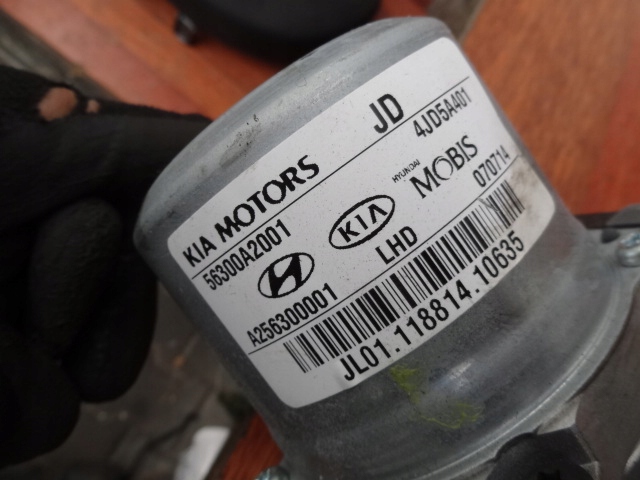 KIA MOTORS JD
56300A2001 4JD5A401
KIA HYUNDAI MOBIS
A256300001 LHD 070714
JL01.118814.10635